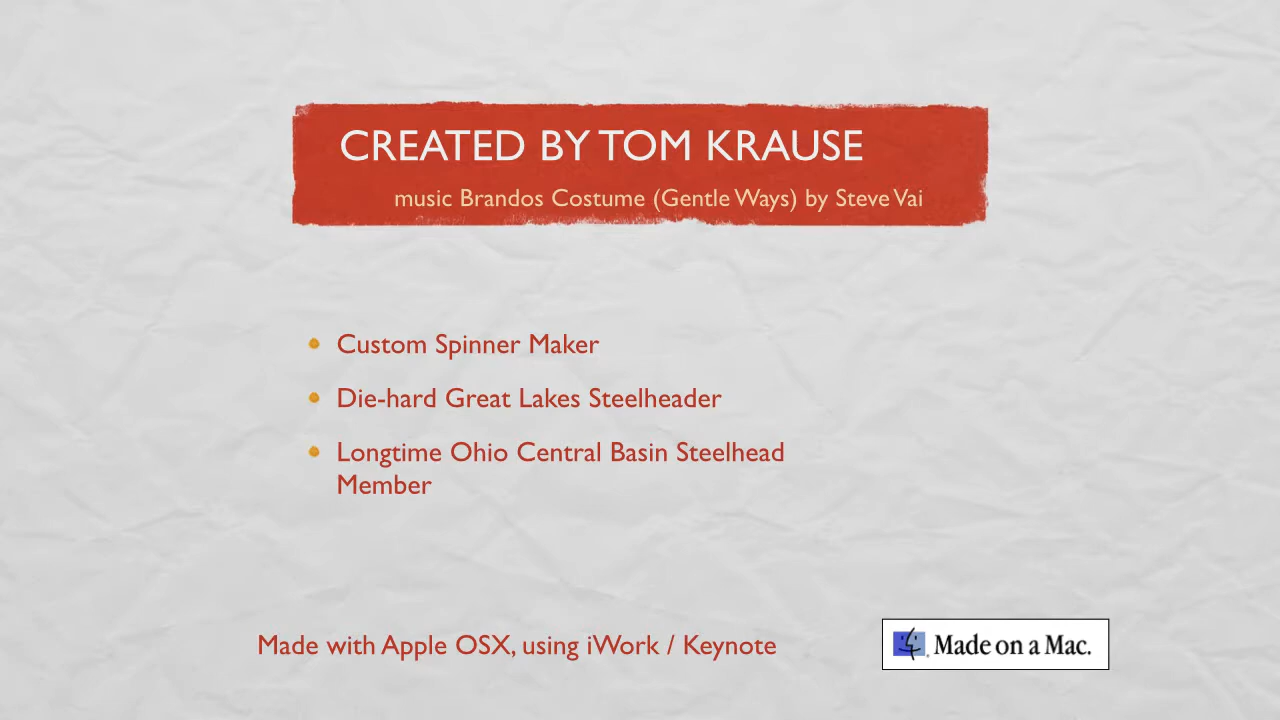 CREATED BY TOM KRAUSE
music Brandos Costume (Gentle Ways) by Steve Vai
Custom Spinner Maker
Die-hard Great Lakes Steelheader
Longtime Ohio Central Basin Steelhead
Member
Made with Apple OSX, using iWork / Keynote
Made on a Mac.